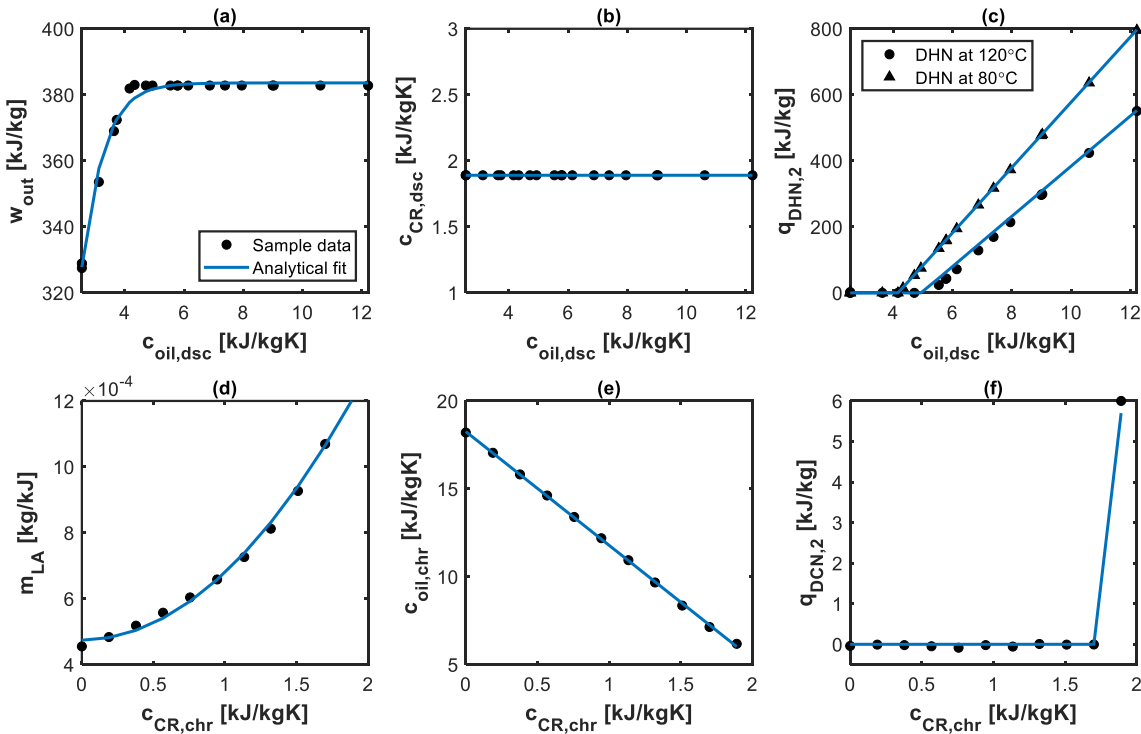 (a)
w_out [kJ/kg]
400
380
360
340
320
4
6
8
10
12
c_oil,dsc [kJ/kgK]
Sample data
Analytical fit
(b)
c_CR,dsc [kJ/kgK]
3
2.5
2
1.5
1
4
6
8
10
12
c_oil,dsc [kJ/kgK]
(c)
q_DHN,2 [kJ/kg]
800
600
400
200
0
4
6
8
10
12
c_oil,dsc [kJ/kgK]
DHN at 120°C
DHN at 80°C
(d)
×10^-4
m_LA [kg/kJ]
12
10
8
6
4
0
0.5
1
1.5
2
c_CR,chr [kJ/kgK]
(e)
c_oil,chr [kJ/kgK]
20
15
10
5
0
0.5
1
1.5
2
c_CR,chr [kJ/kgK]
(f)
q_DCN,2 [kJ/kg]
6
5
4
3
2
1
0
0
0.5
1
1.5
2
c_CR,chr [kJ/kgK]